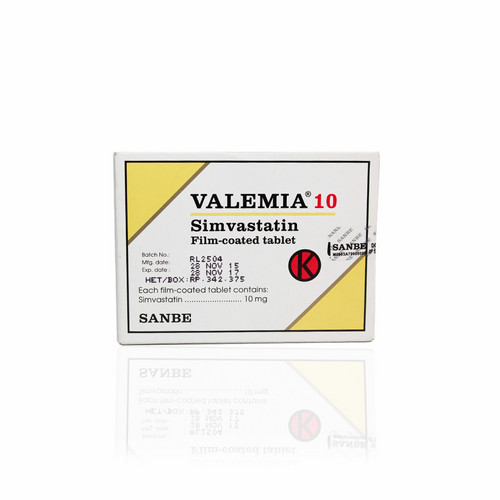 VALEMIA® 10
Simvastatin
Film-coated tablet
Batch No.: RL2504
Mfg. date: 28 NOV 15
Exp. date : 28 NOV 17
HET/BOX:RP.342.375
Each film-coated tablet contains:
Simvastatin ........................ 10 mg
SANBE
K
SANBE